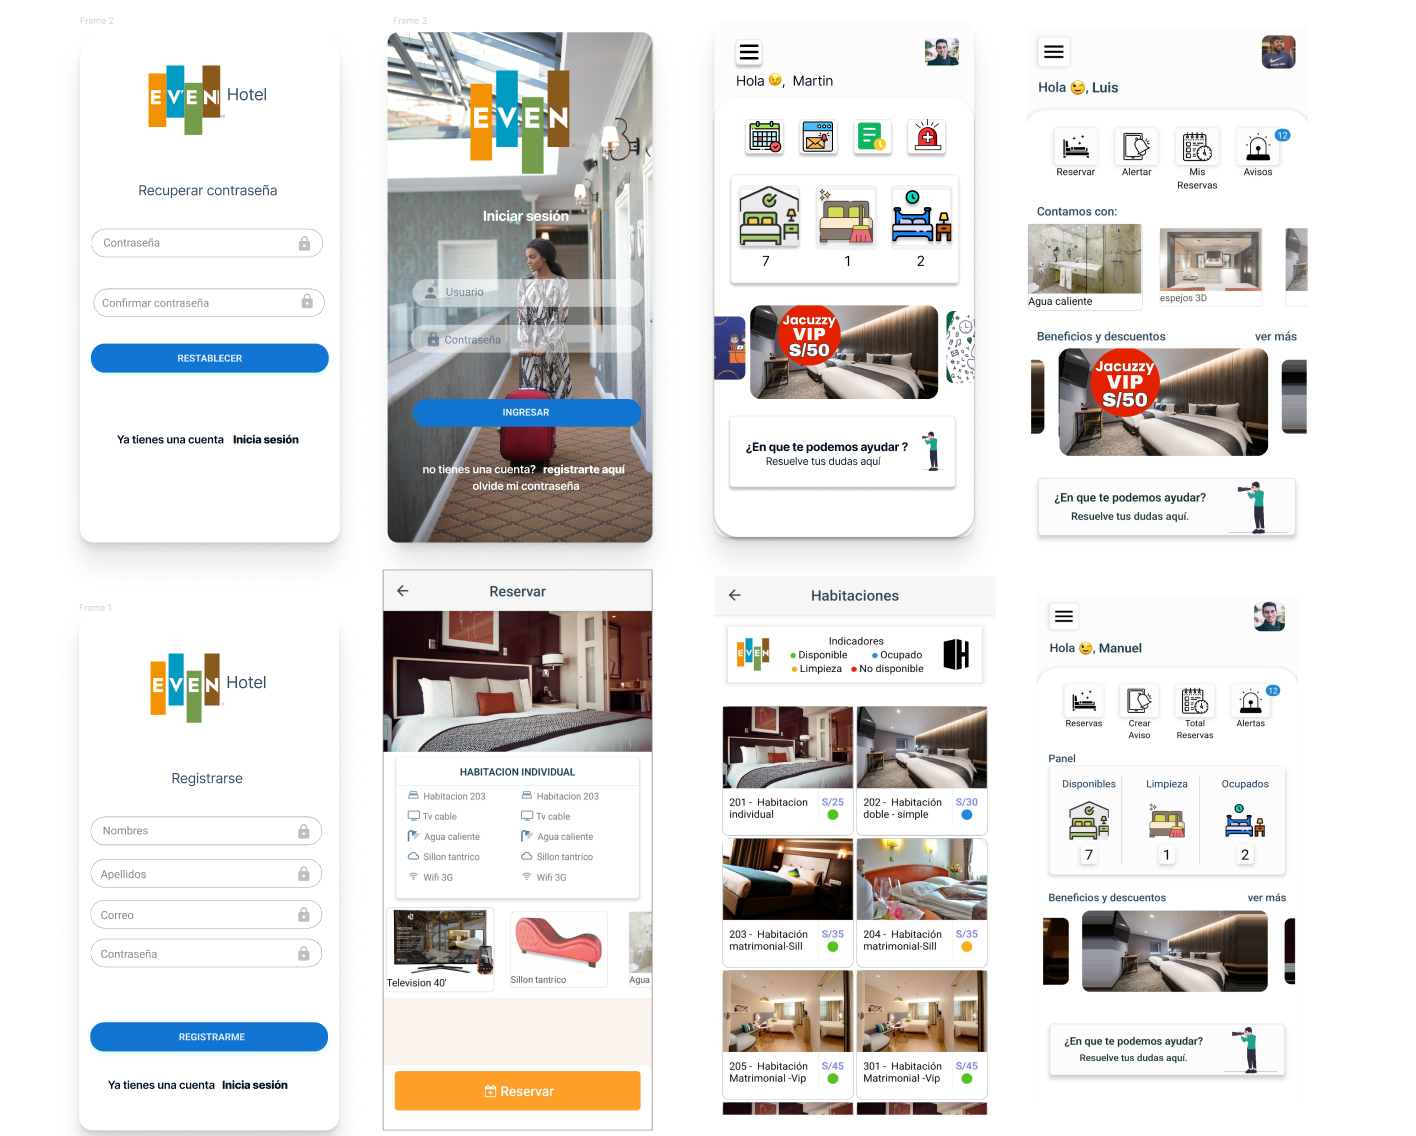 Frame 2
EVEN Hotel
Recuperar contraseña
Contraseña
Confirmar contraseña
RESTABLECER
Ya tienes una cuenta Inicia sesión
Frame 3
EVEN
Iniciar sesión
Usuario
Contraseña
INGRESAR
no tienes una cuenta? registrarte aquí
olvide mi contraseña
Hola 😉, Martin
7 1 2
Jacuzzy
VIP
S/50
¿En que te podemos ayudar ?
Resuelve tus dudas aquí
Hola 😉, Luis
12
Reservar Alertar Mis Avisos
Reservas
Contamos con:
Agua caliente
espejos 3D
Beneficios y descuentos ver más
Jacuzzy
VIP
S/50
¿En que te podemos ayudar?
Resuelve tus dudas aquí.
Frame 1
EVEN Hotel
Registrarse
Nombres
Apellidos
Correo
Contraseña
REGISTRARME
Ya tienes una cuenta Inicia sesión
Reservar
HABITACION INDIVIDUAL
Habitacion 203 Habitacion 203
Tv cable Tv cable
Agua caliente Agua caliente
Sillon tantrico Sillon tantrico
Wifi 3G Wifi 3G
Television 40'
Sillon tantrico
Agua
Reservar
Habitaciones
EVEN
Indicadores
Disponible Ocupado
Limpieza No disponible
H
201 - Habitacion S/25
individual
202 - Habitación S/30
doble - simple
203 - Habitación S/35
matrimonial-Sill
204 - Habitación S/35
matrimonial-Sill
205 - Habitación S/45
Matrimonial -Vip
301 - Habitación S/45
Matrimonial -Vip
Hola 😉, Manuel
12
Reservas Crear Total Alertas
Aviso Reservas
Panel
Disponibles Limpieza Ocupados
7 1 2
Beneficios y descuentos ver más
¿En que te podemos ayudar?
Resuelve tus dudas aquí.